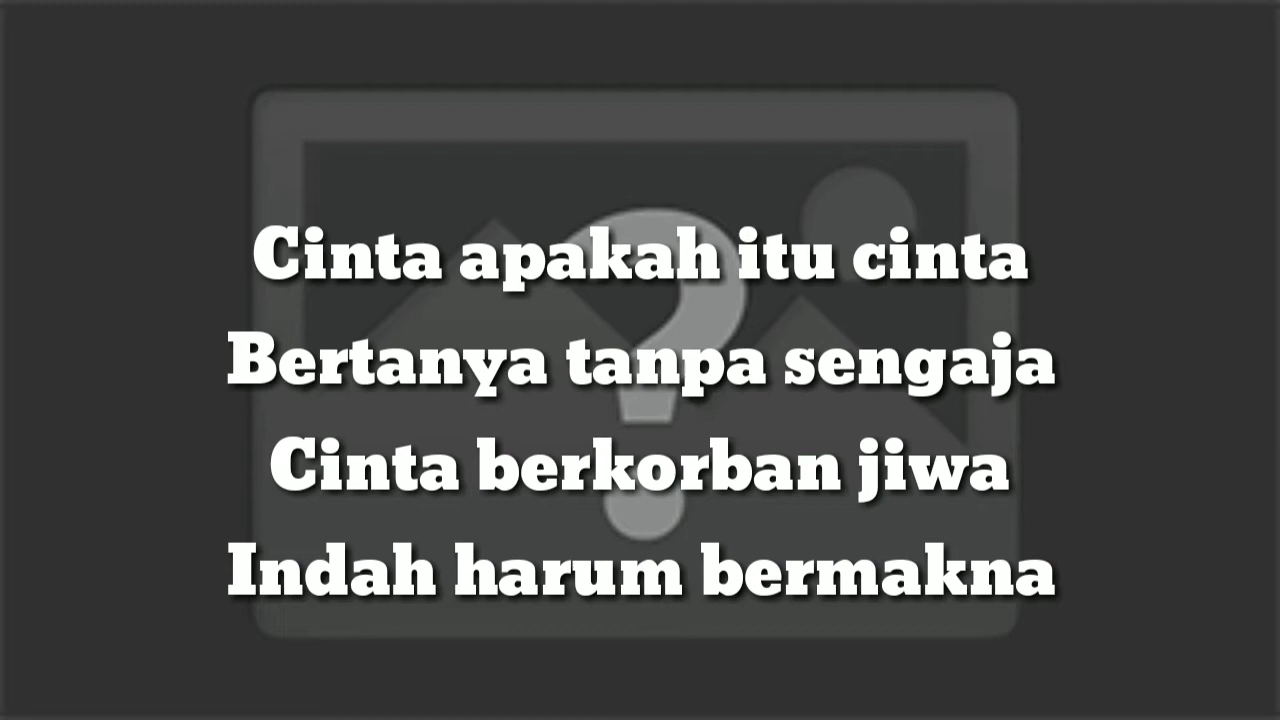 Cinta apakah itu cinta
Bertanya tanpa sengaja
Cinta berkorban jiwa
Indah harum bermakna